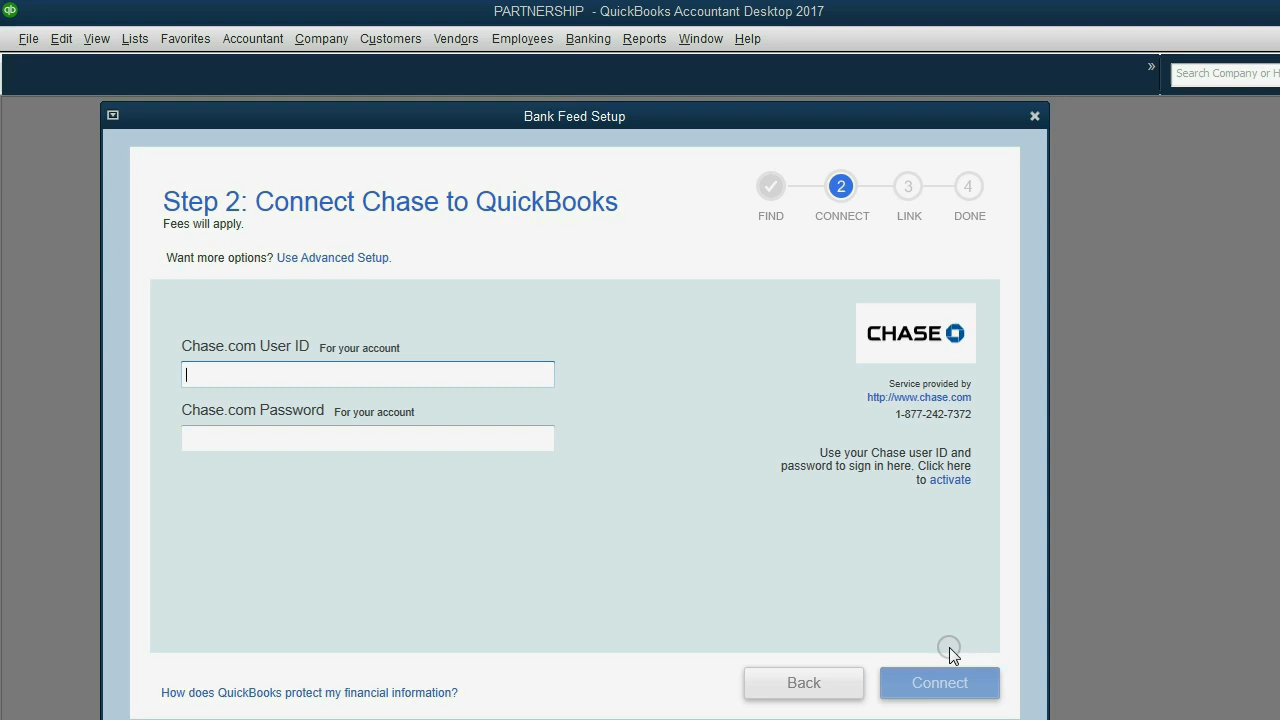 qb
PARTNERSHIP - QuickBooks Accountant Desktop 2017
File Edit View Lists Favorites Accountant Company Customers Vendors Employees Banking Reports Window Help
»
Search Company or H
Bank Feed Setup
Step 2: Connect Chase to QuickBooks
Fees will apply.
2 3 4
FIND CONNECT LINK DONE
Want more options? Use Advanced Setup.
CHASE
Chase.com User ID For your account
Service provided by
http://www.chase.com
1-877-242-7372
Chase.com Password For your account
Use your Chase user ID and
password to sign in here. Click here
to activate
Back Connect
How does QuickBooks protect my financial information?